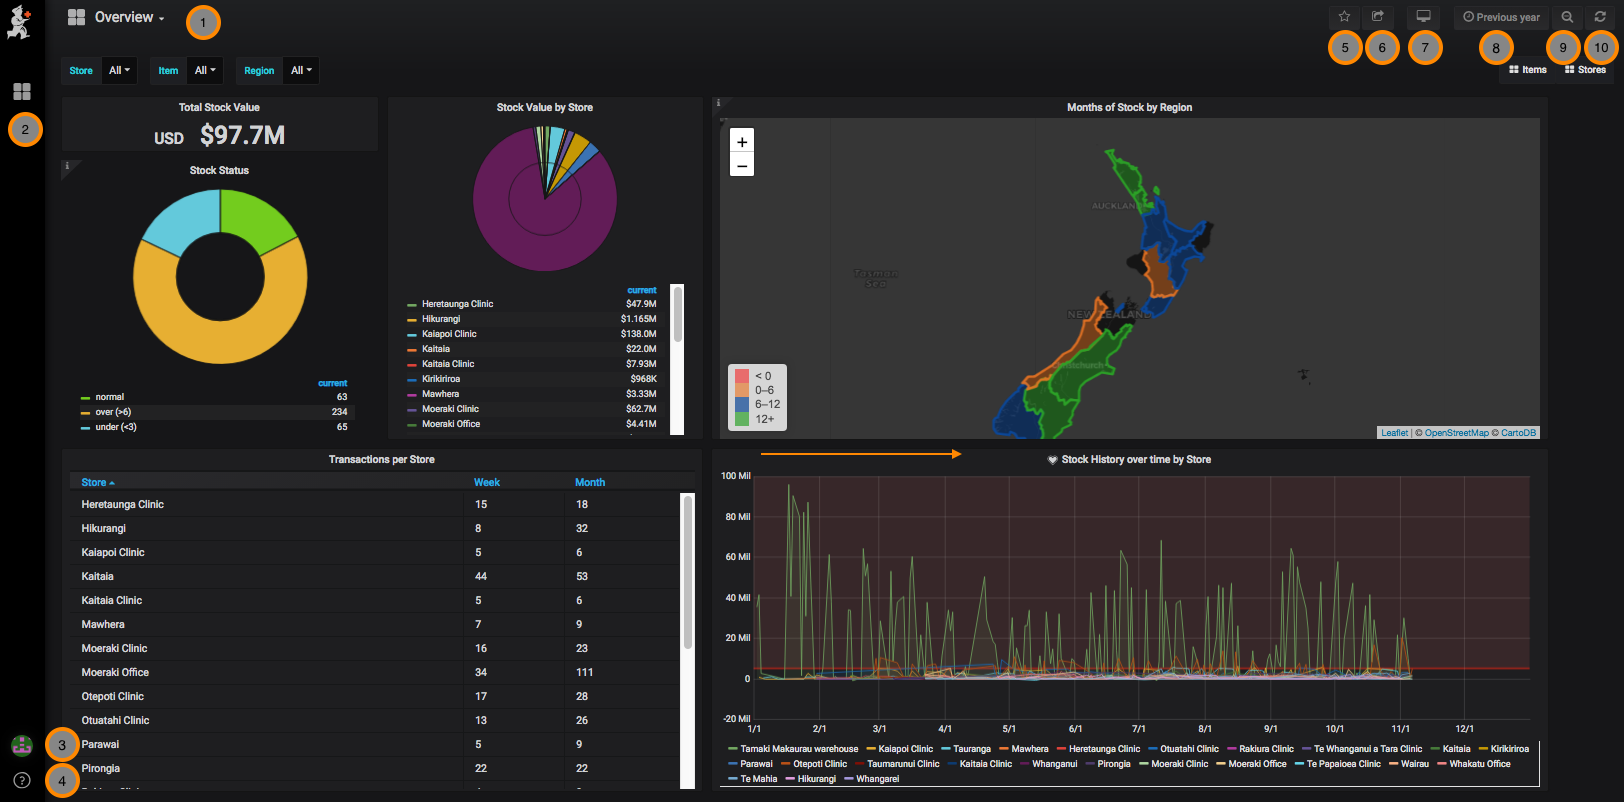 Overview
1
Previous year
5 6 7 8 9 10
Store All Item All Region All
Items Stores
2
Total Stock Value
USD $97.7M
Stock Status
current
normal 63
over (>6) 234
under (<3) 65
Stock Value by Store
current
Heretaunga Clinic $47.9M
Hikurangi $1.165M
Kaiapoi Clinic $138.0M
Kaitaia $22.0M
Kaitaia Clinic $7.93M
Kirikiriroa $968K
Mawhera $3.33M
Moeraki Clinic $62.7M
Moeraki Office $4.41M
Months of Stock by Region
+
−
AUCKLAND
Tasman
Sea
NEW ZEALAND
< 0
0–6
6–12
12+
Leaflet | © OpenStreetMap © CartoDB
Transactions per Store
Store Week Month
Heretaunga Clinic 15 18
Hikurangi 8 32
Kaiapoi Clinic 5 6
Kaitaia 44 53
Kaitaia Clinic 5 6
Mawhera 7 9
Moeraki Clinic 16 23
Moeraki Office 34 111
Otepoti Clinic 17 28
Otuatahi Clinic 13 26
Parawai 5 9
Pirongia 22 22
3
4
?
Stock History over time by Store
100 Mil
80 Mil
60 Mil
40 Mil
20 Mil
0
-20 Mil
1/1 2/1 3/1 4/1 5/1 6/1 7/1 8/1 9/1 10/1 11/1 12/1
Tamaki Makaurau warehouse Kaiapoi Clinic Tauranga Mawhera Heretaunga Clinic Otuatahi Clinic Rakiura Clinic Te Whanganui a Tara Clinic Kaitaia Kirikiriroa
Parawai Otepoti Clinic Taumarunui Clinic Kaitaia Clinic Whanganui Pirongia Moeraki Clinic Moeraki Office Te Papaioea Clinic Wairau Whakatu Office
Te Mahia Hikurangi Whangarei